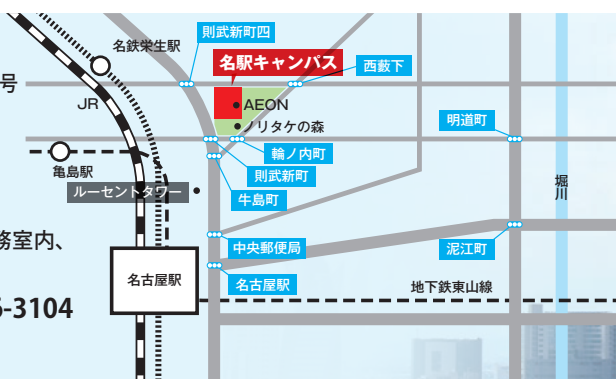 則武新町四
名鉄栄生駅
名駅キャンパス
西藪下
号
JR
AEON
ノリタケの森
明道町
輪ノ内町
亀島駅
則武新町
ルーセントタワー
牛島町
堀川
務室内、
中央郵便局
泥江町
名古屋駅
名古屋駅
地下鉄東山線
-3104